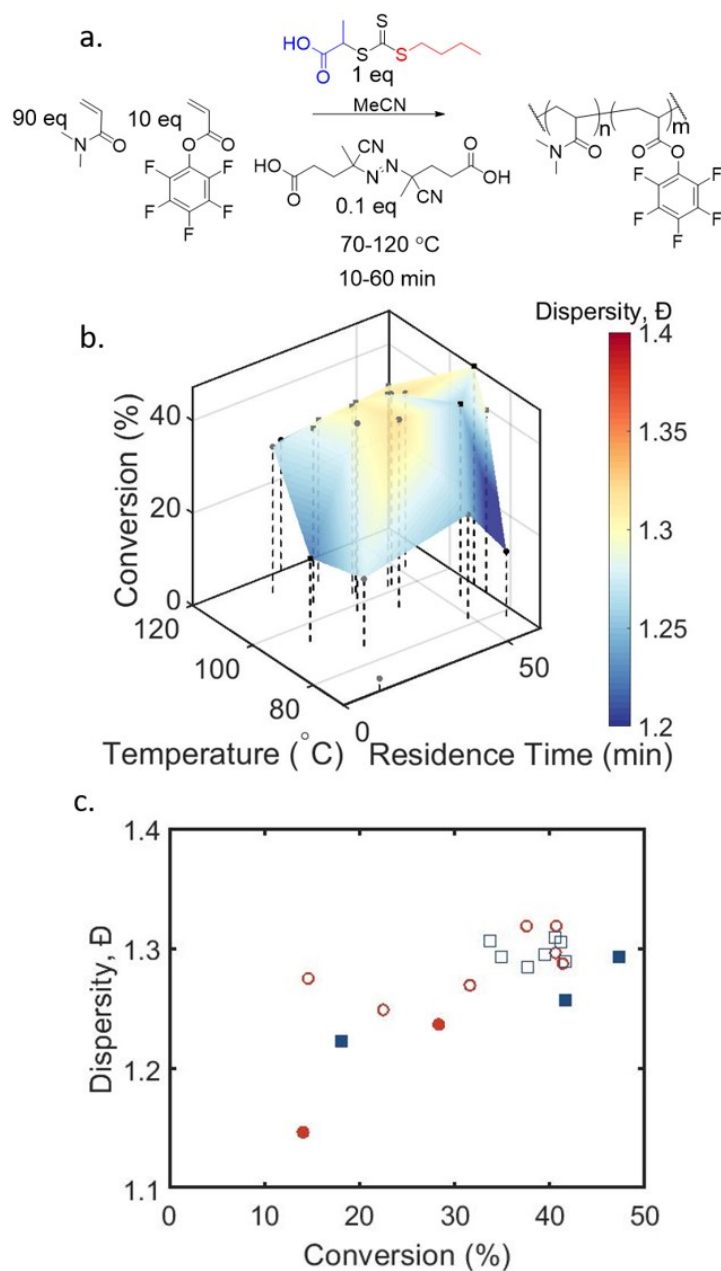 a.
HO
O
S
S
S
1 eq
90 eq
10 eq
MeCN
N
O
O
O
F
F
F
F
F
HO
O
CN
N
N
CN
O
OH
0.1 eq
70-120 °C
10-60 min
n
m
N
O
O
O
F
F
F
F
F
b.
Dispersity, Đ
1.4
1.35
1.3
1.25
1.2
Conversion (%)
40
20
0
120
100
80
0
50
Temperature (°C)
Residence Time (min)
c.
Dispersity, Đ
1.4
1.3
1.2
1.1
0
10
20
30
40
50
Conversion (%)